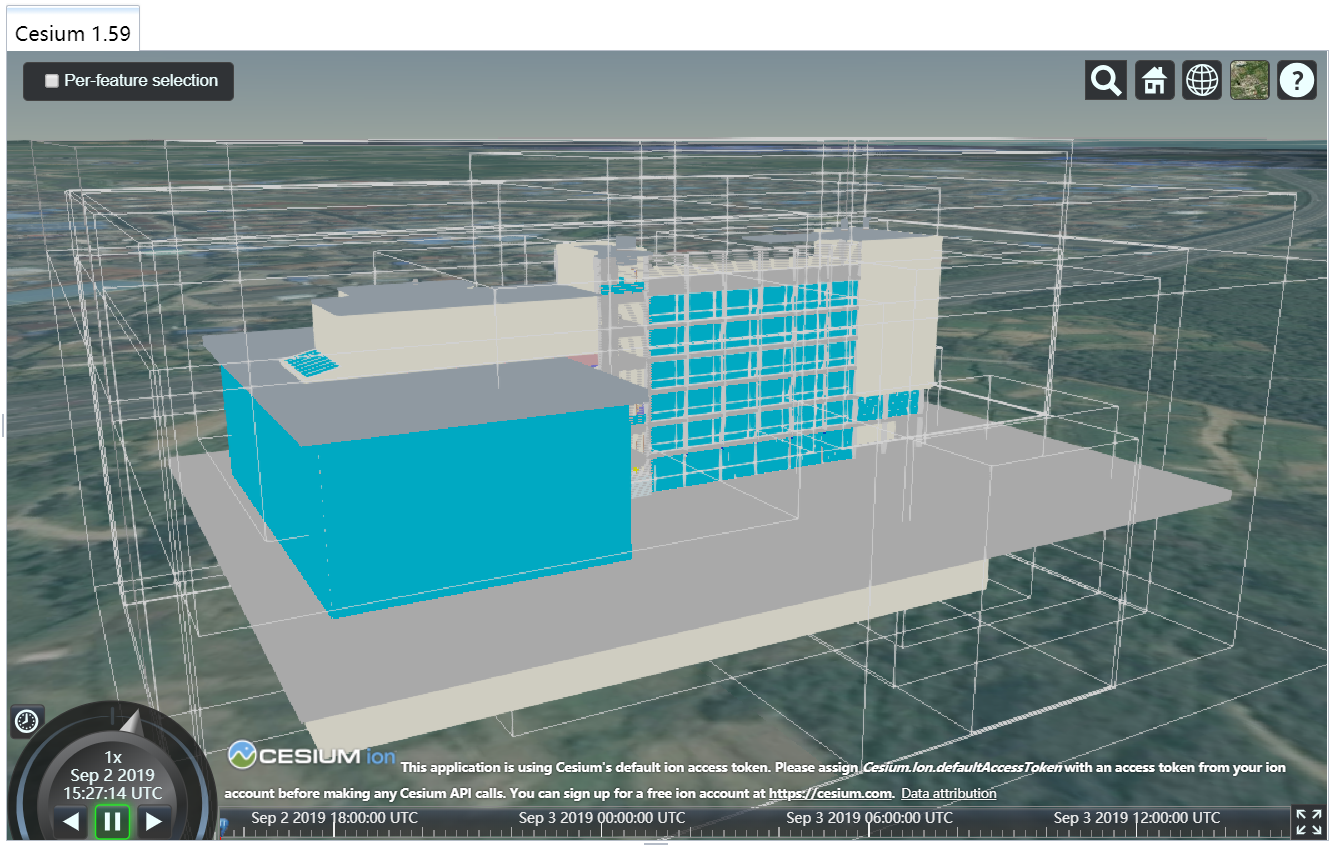 Cesium 1.59
Per-feature selection
?
1x
Sep 2 2019
15:27:14 UTC
CESIUM ion
This application is using Cesium's default ion access token. Please assign Cesium.Ion.defaultAccessToken with an access token from your ion
account before making any Cesium API calls. You can sign up for a free ion account at https://cesium.com. Data attribution
Sep 2 2019 18:00:00 UTC Sep 3 2019 00:00:00 UTC Sep 3 2019 06:00:00 UTC Sep 3 2019 12:00:00 UTC